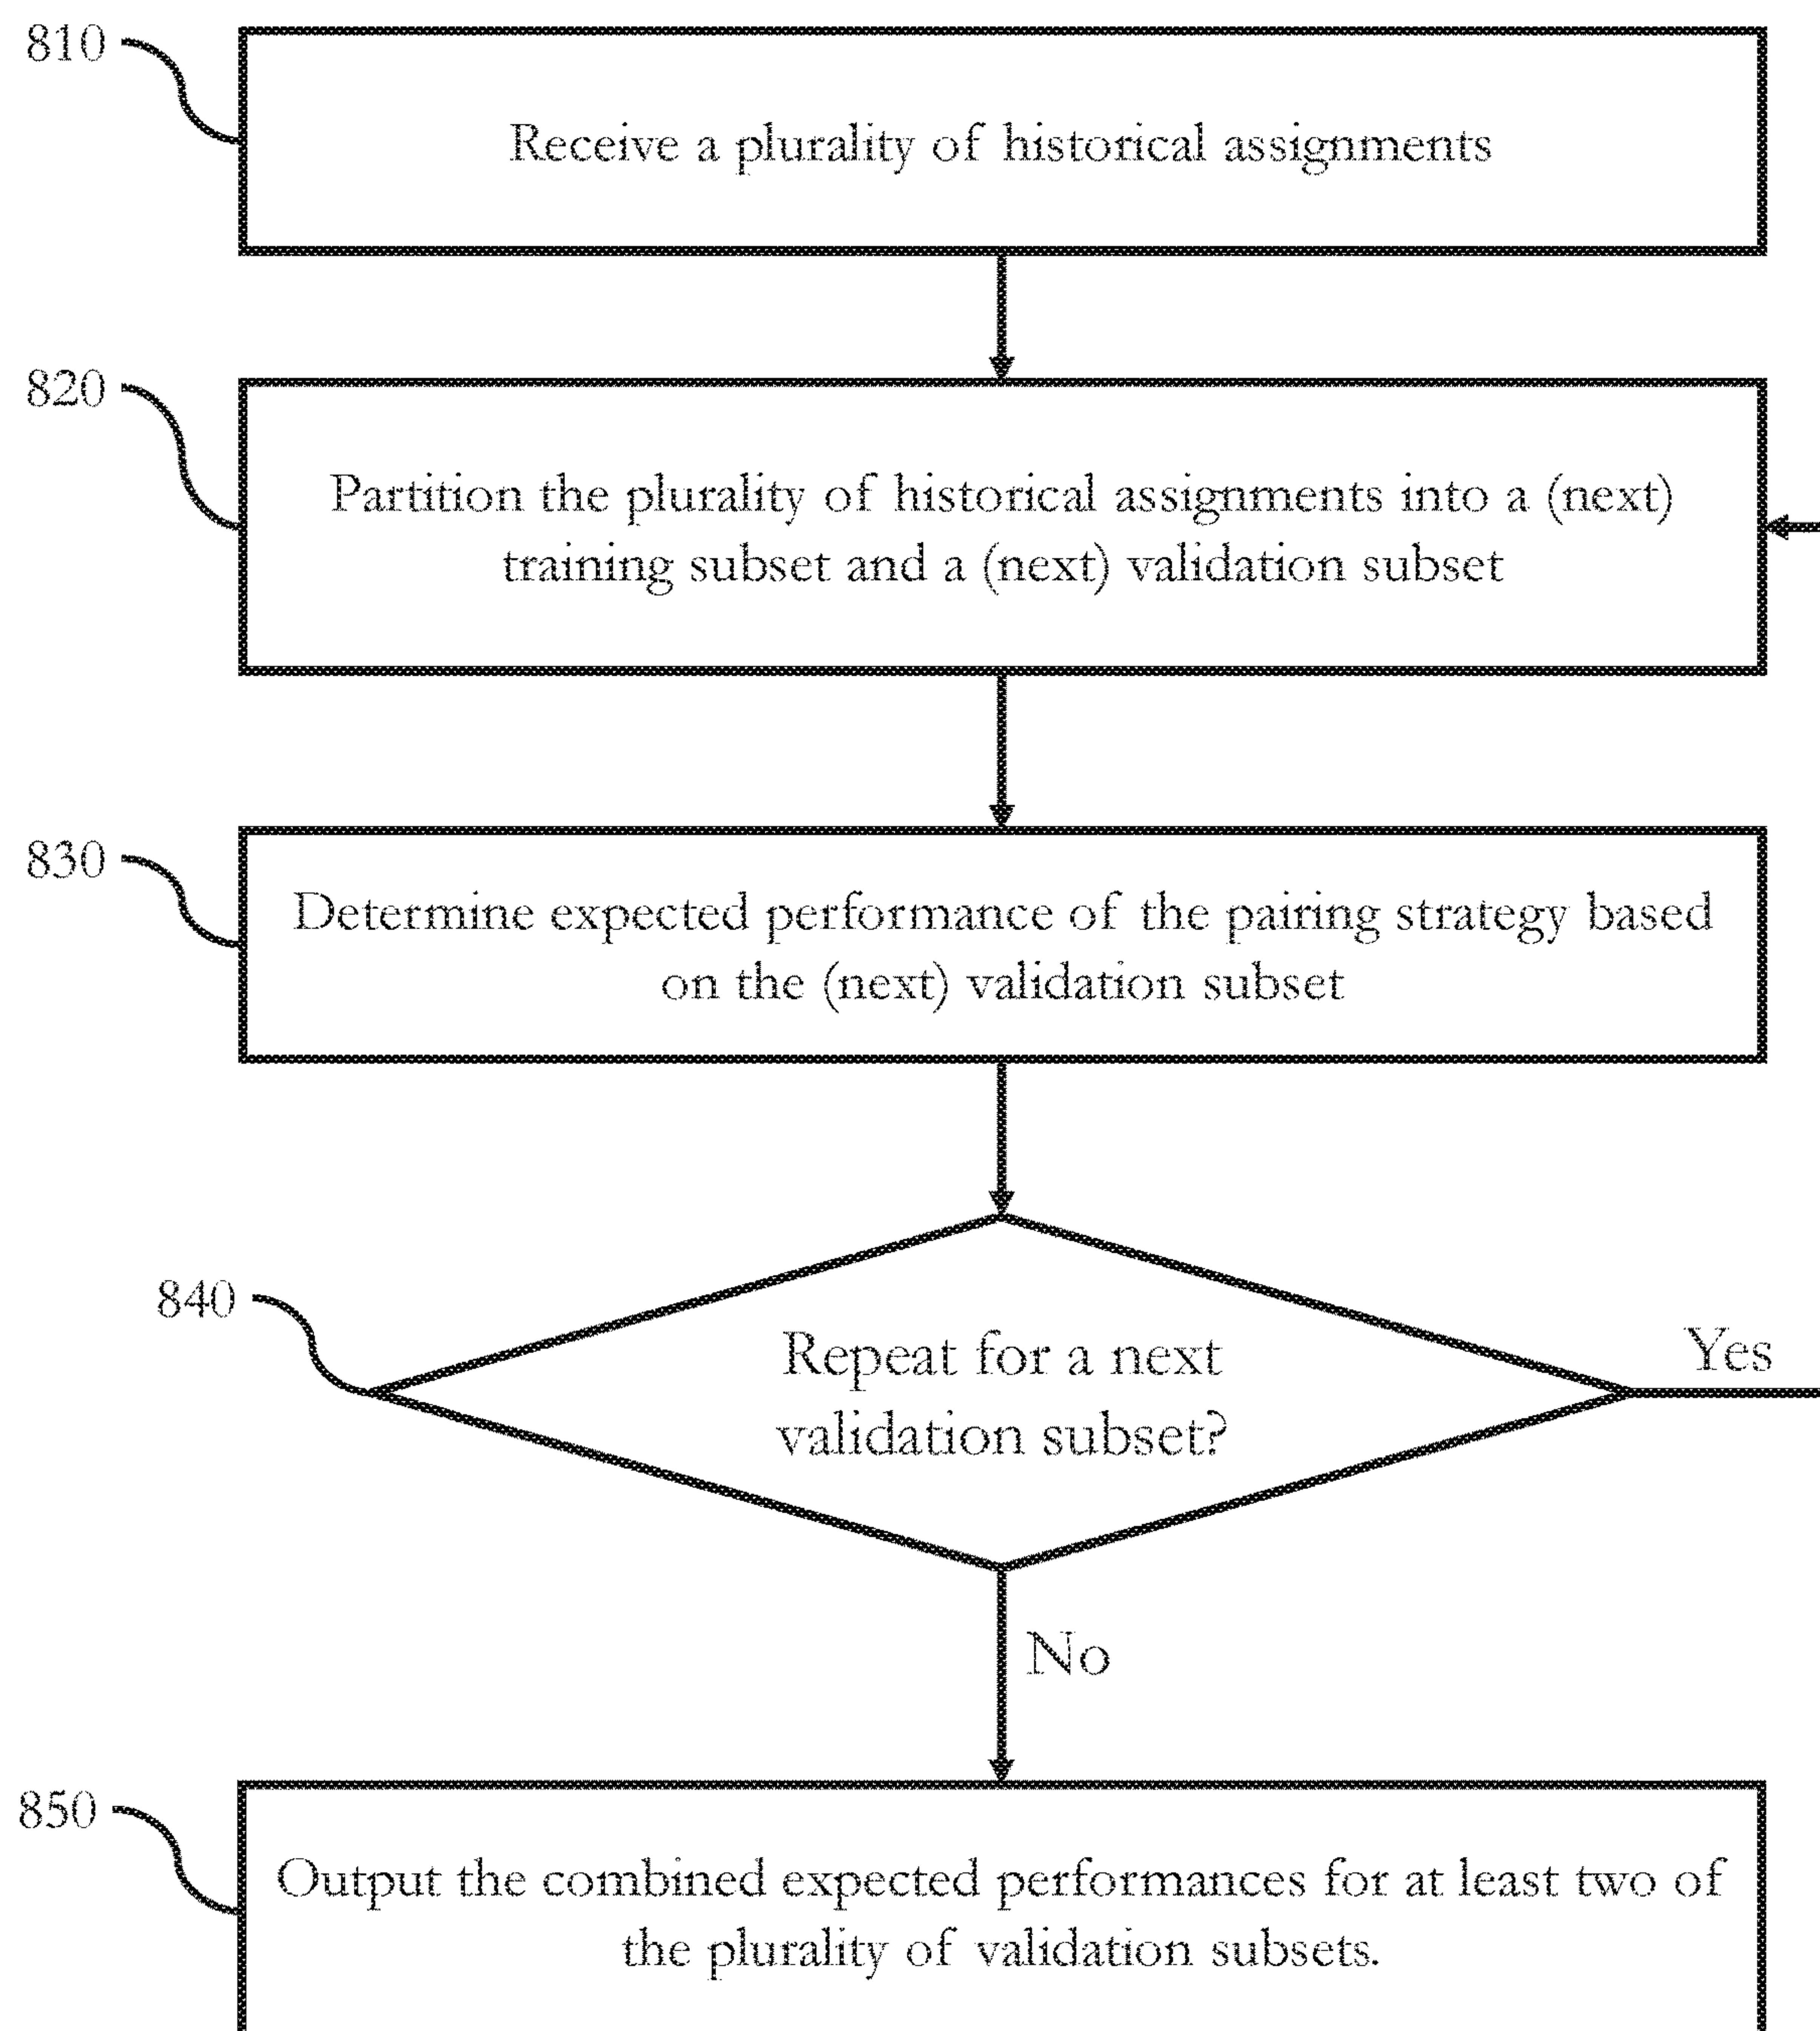 810
Receive a plurality of historical assignments
820
Partition the plurality of historical assignments into a (next)
training subset and a (next) validation subset
830
Determine expected performance of the pairing strategy based
on the (next) validation subset
840
Repeat for a next
validation subset?
Yes
No
850
Output the combined expected performances for at least two of
the plurality of validation subsets.